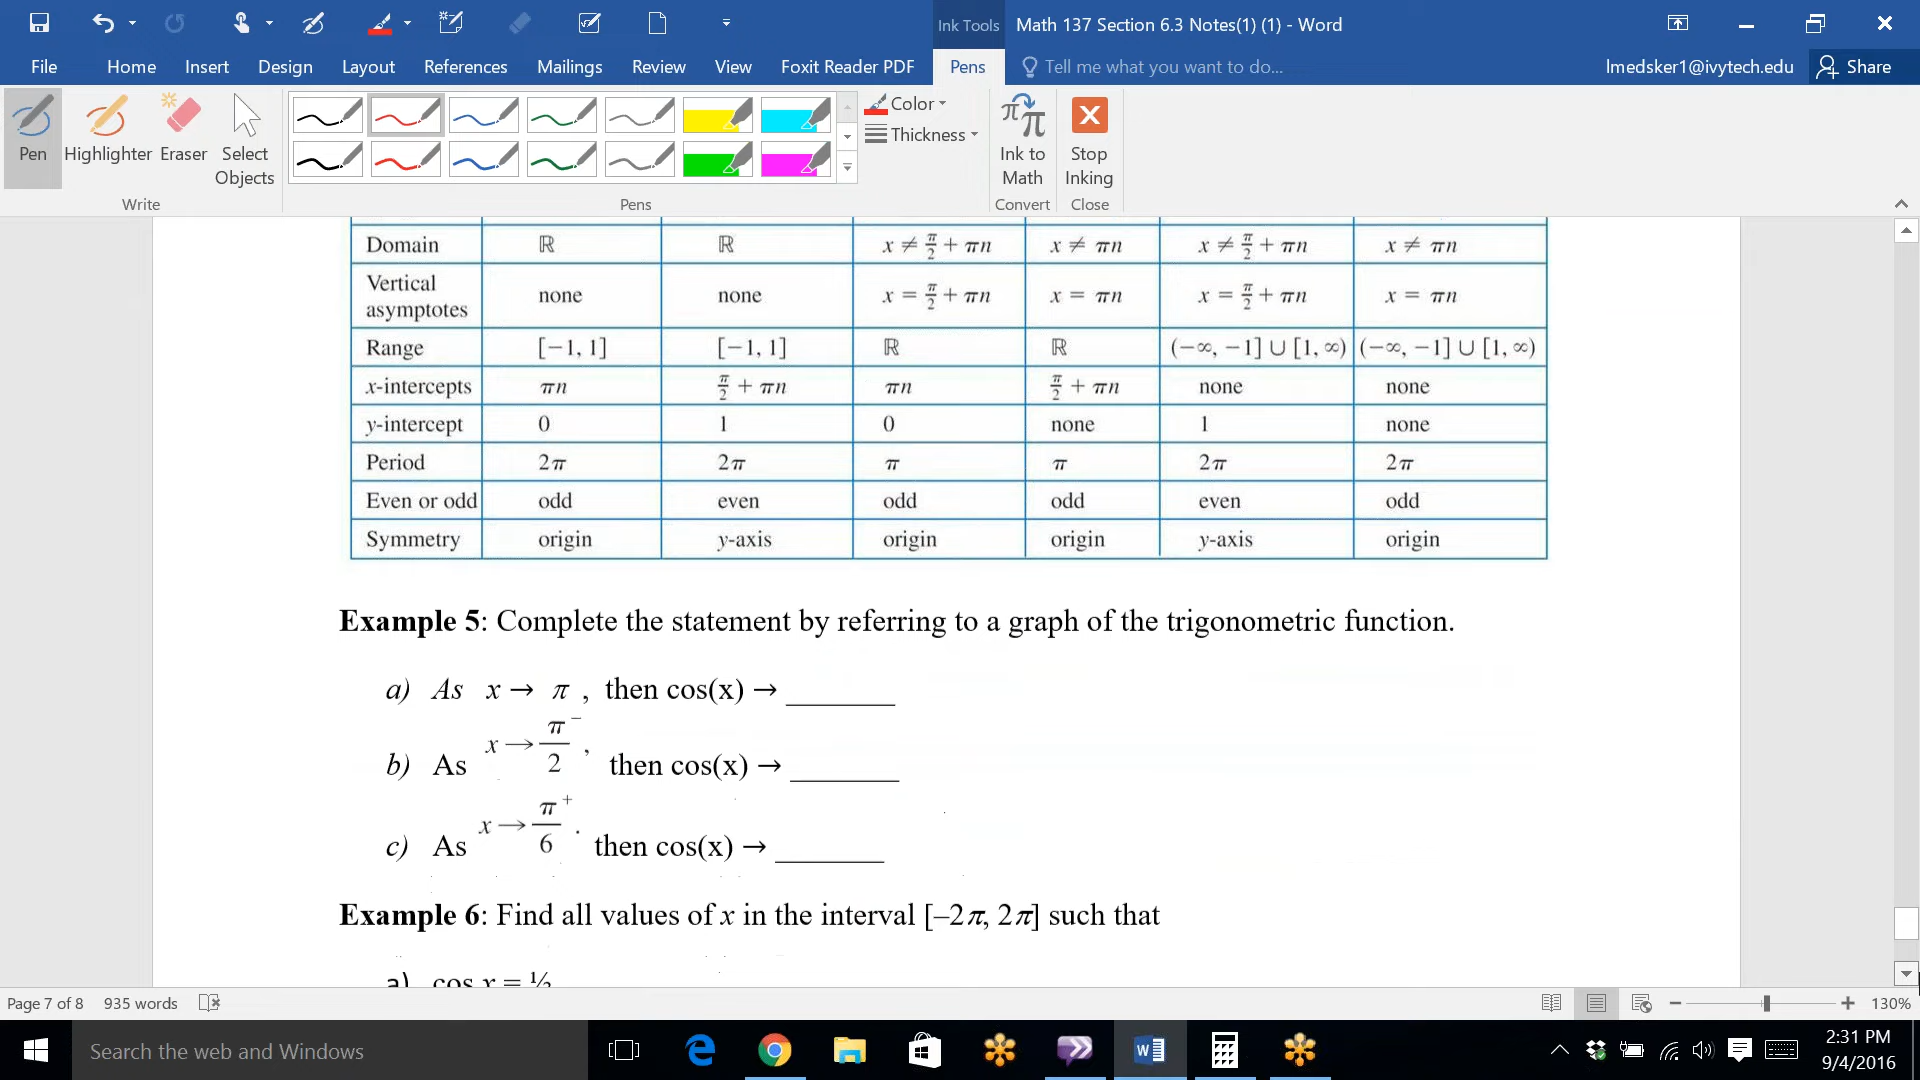 Ink Tools Math 137 Section 6.3 Notes(1) (1) - Word
File Home Insert Design Layout References Mailings Review View Foxit Reader PDF Pens Tell me what you want to do... lmedsker1@ivytech.edu Share
Pen Highlighter Eraser Select Objects
Color
Thickness
Ink to Math
Stop Inking
Write Pens Convert Close
Domain ℝ ℝ x ≠ π/2 + πn x ≠ πn x ≠ π/2 + πn x ≠ πn
Vertical asymptotes none none x = π/2 + πn x = πn x = π/2 + πn x = πn
Range [−1, 1] [−1, 1] ℝ ℝ (−∞, −1] ∪ [1, ∞) (−∞, −1] ∪ [1, ∞)
x-intercepts πn π/2 + πn πn π/2 + πn none none
y-intercept 0 1 0 none 1 none
Period 2π 2π π π 2π 2π
Even or odd odd even odd odd even odd
Symmetry origin y-axis origin origin y-axis origin
Example 5: Complete the statement by referring to a graph of the trigonometric function.
a) As x → π , then cos(x) → _______
b) As x → π/2⁻, then cos(x) → _______
c) As x → π/6⁺. then cos(x) → _______
Example 6: Find all values of x in the interval [–2π, 2π] such that
a) cos x = ½
Page 7 of 8 935 words 130%
Search the web and Windows
2:31 PM
9/4/2016